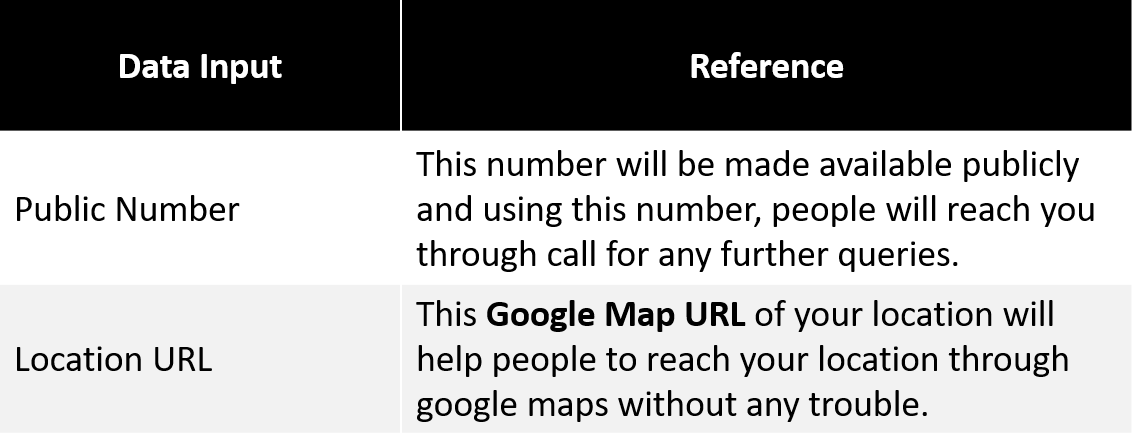 Data Input
Reference
Public Number
This number will be made available publicly
and using this number, people will reach you
through call for any further queries.
Location URL
This Google Map URL of your location will
help people to reach your location through
google maps without any trouble.